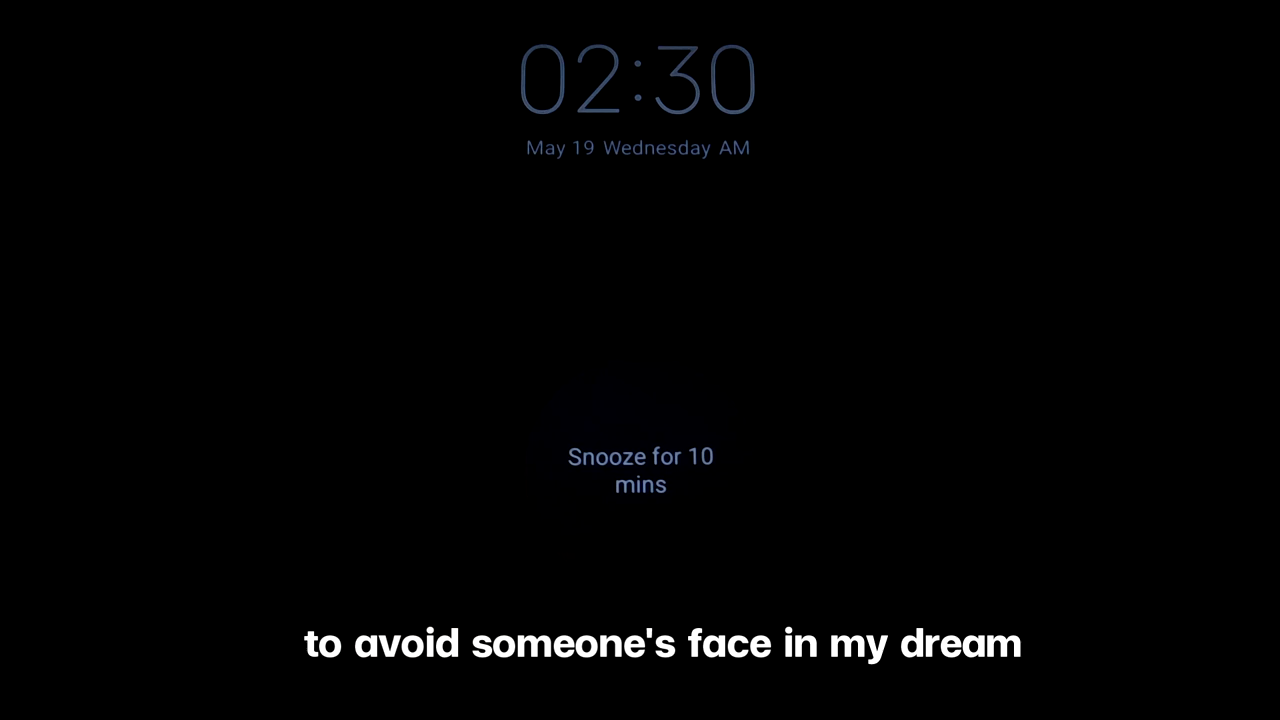 02:30
May 19 Wednesday AM
Snooze for 10
mins
to avoid someone's face in my dream